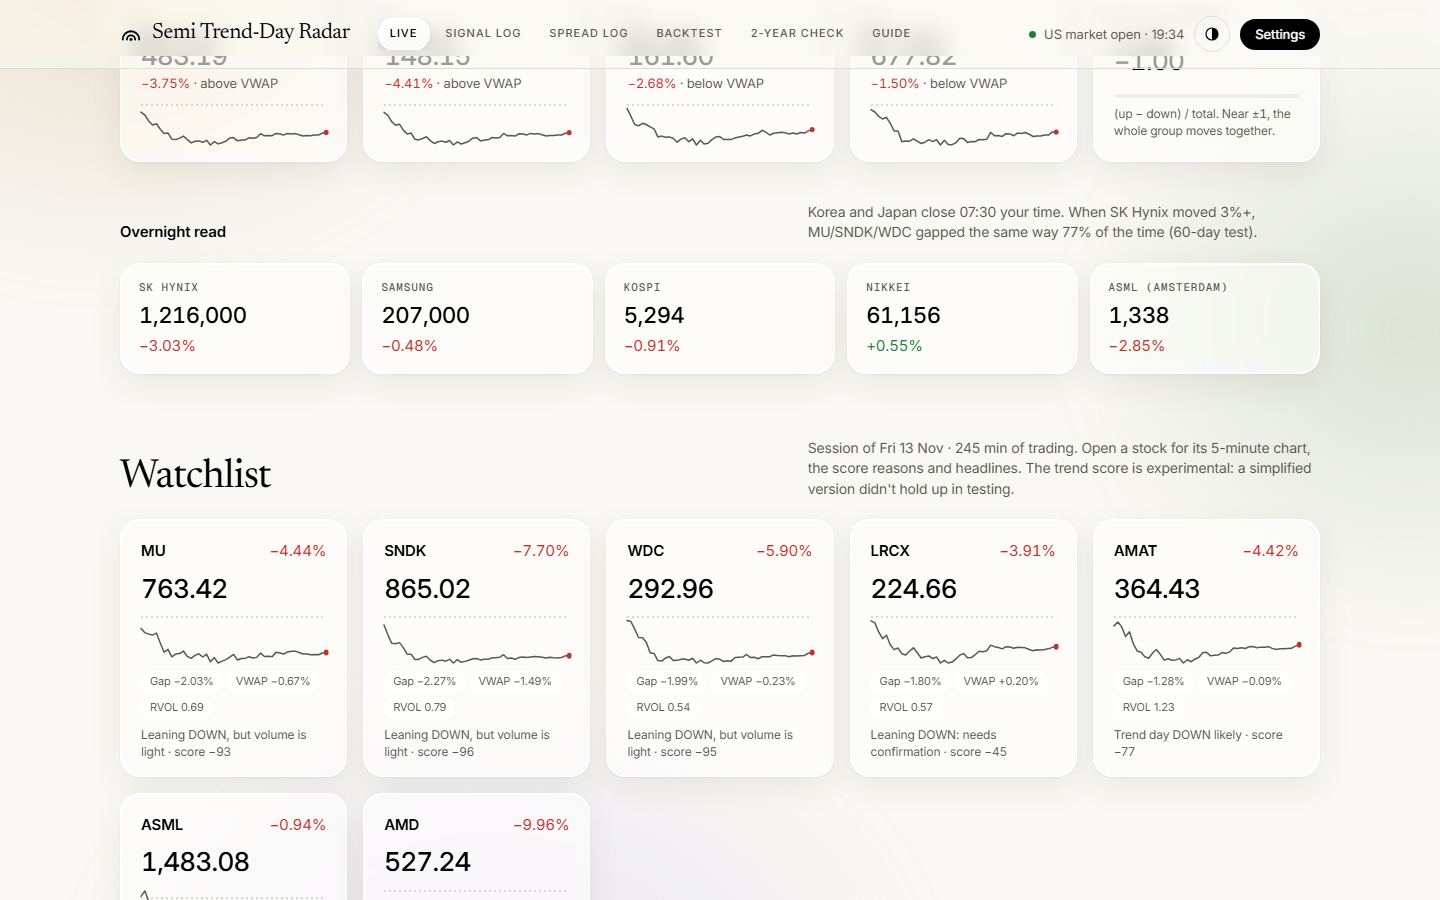 Semi Trend-Day Radar
LIVE
SIGNAL LOG
SPREAD LOG
BACKTEST
2-YEAR CHECK
GUIDE
US market open · 19:34
Settings
483.19
148.15
161.60
677.82
−1.00
−3.75% · above VWAP
−4.41% · above VWAP
−2.68% · below VWAP
−1.50% · below VWAP
(up − down) / total. Near ±1, the
whole group moves together.
Overnight read
Korea and Japan close 07:30 your time. When SK Hynix moved 3%+,
MU/SNDK/WDC gapped the same way 77% of the time (60-day test).
SK HYNIX
1,216,000
−3.03%
SAMSUNG
207,000
−0.48%
KOSPI
5,294
−0.91%
NIKKEI
61,156
+0.55%
ASML (AMSTERDAM)
1,338
−2.85%
Watchlist
Session of Fri 13 Nov · 245 min of trading. Open a stock for its 5-minute chart,
the score reasons and headlines. The trend score is experimental: a simplified
version didn't hold up in testing.
MU −4.44%
763.42
Gap −2.03% VWAP −0.67%
RVOL 0.69
Leaning DOWN, but volume is
light · score −93
SNDK −7.70%
865.02
Gap −2.27% VWAP −1.49%
RVOL 0.79
Leaning DOWN, but volume is
light · score −96
WDC −5.90%
292.96
Gap −1.99% VWAP −0.23%
RVOL 0.54
Leaning DOWN, but volume is
light · score −95
LRCX −3.91%
224.66
Gap −1.80% VWAP +0.20%
RVOL 0.57
Leaning DOWN: needs
confirmation · score −45
AMAT −4.42%
364.43
Gap −1.28% VWAP −0.09%
RVOL 1.23
Trend day DOWN likely · score
−77
ASML −0.94%
1,483.08
AMD −9.96%
527.24